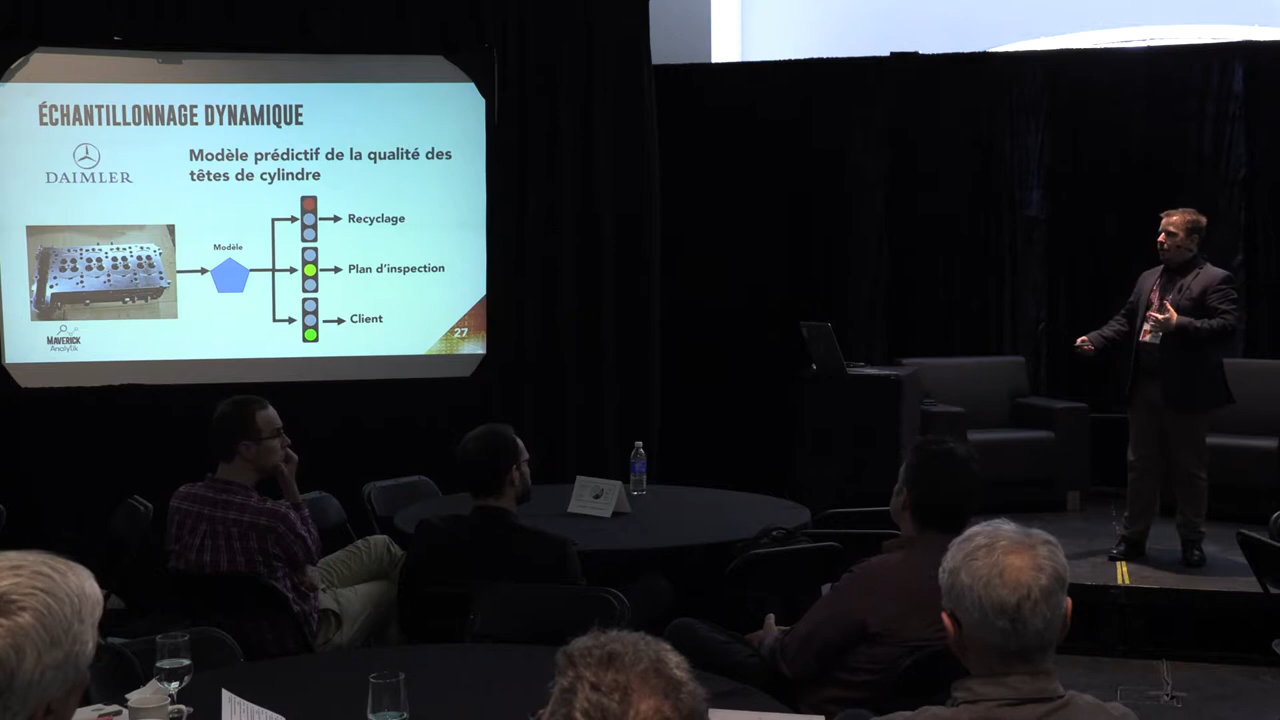 ÉCHANTILLONNAGE DYNAMIQUE
DAIMLER
Modèle prédictif de la qualité des
têtes de cylindre
Modèle
Recyclage
Plan d'inspection
Client
MAVERICK
Analytik
27